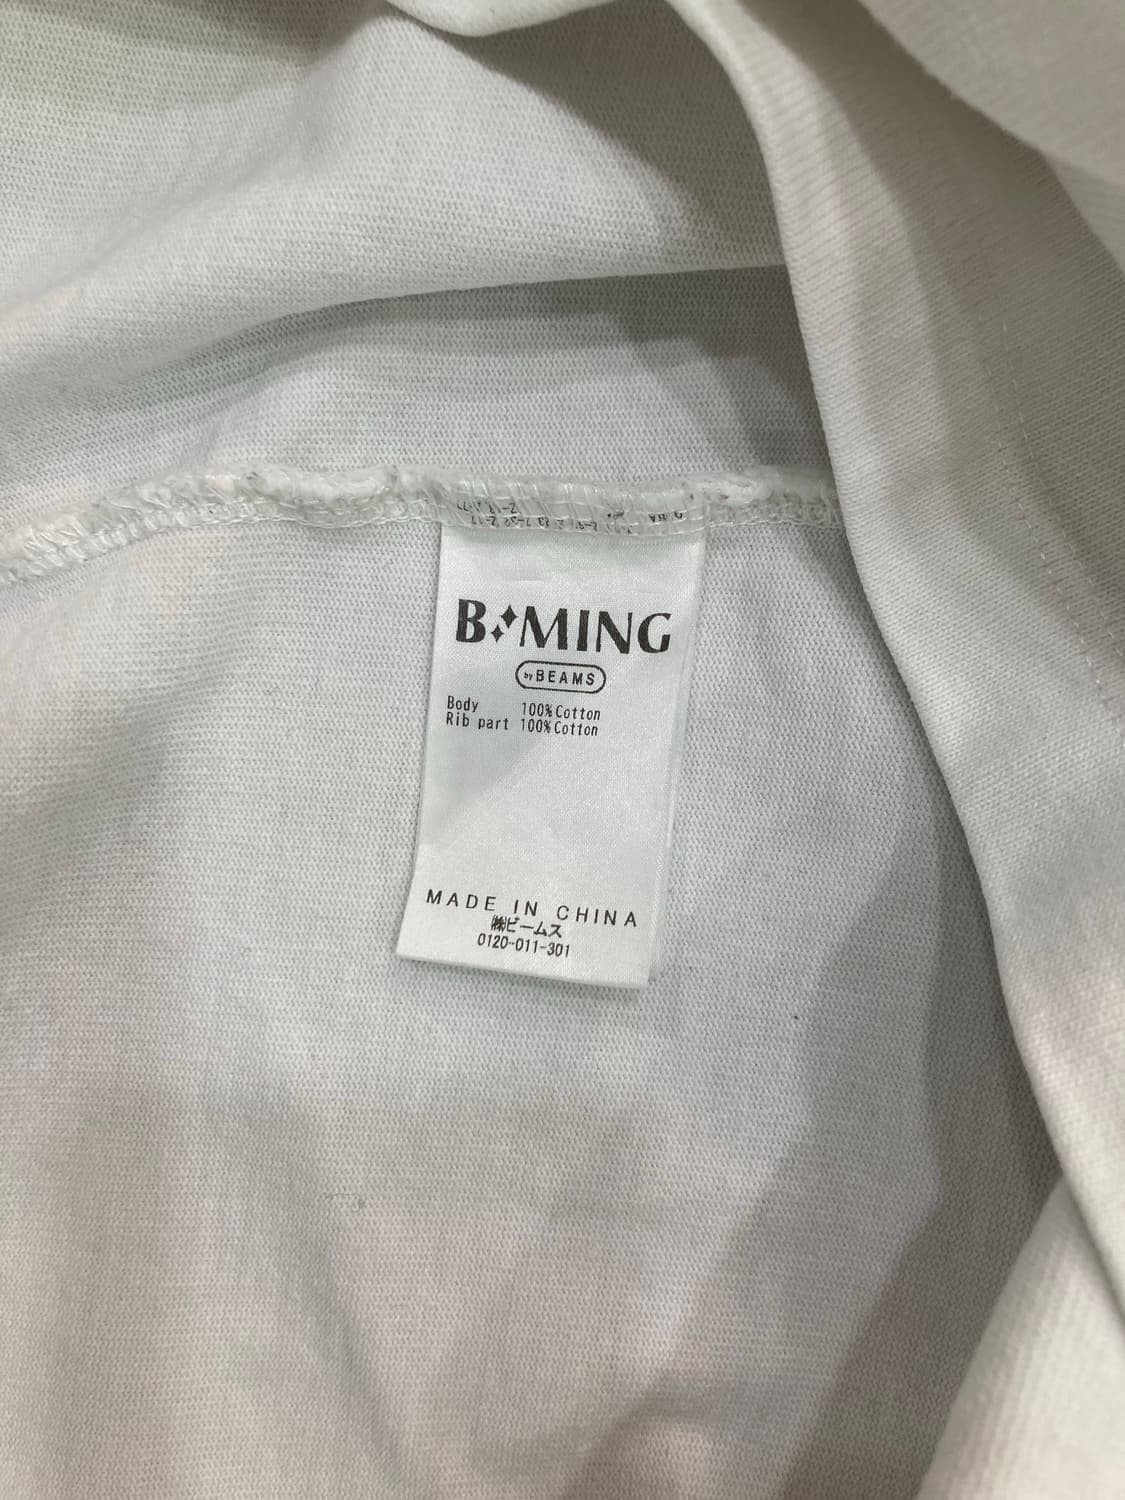 B MING
by BEAMS
Body 100%Cotton
Rib part 100%Cotton
MADE IN CHINA
㈱ビームス
0120-011-301